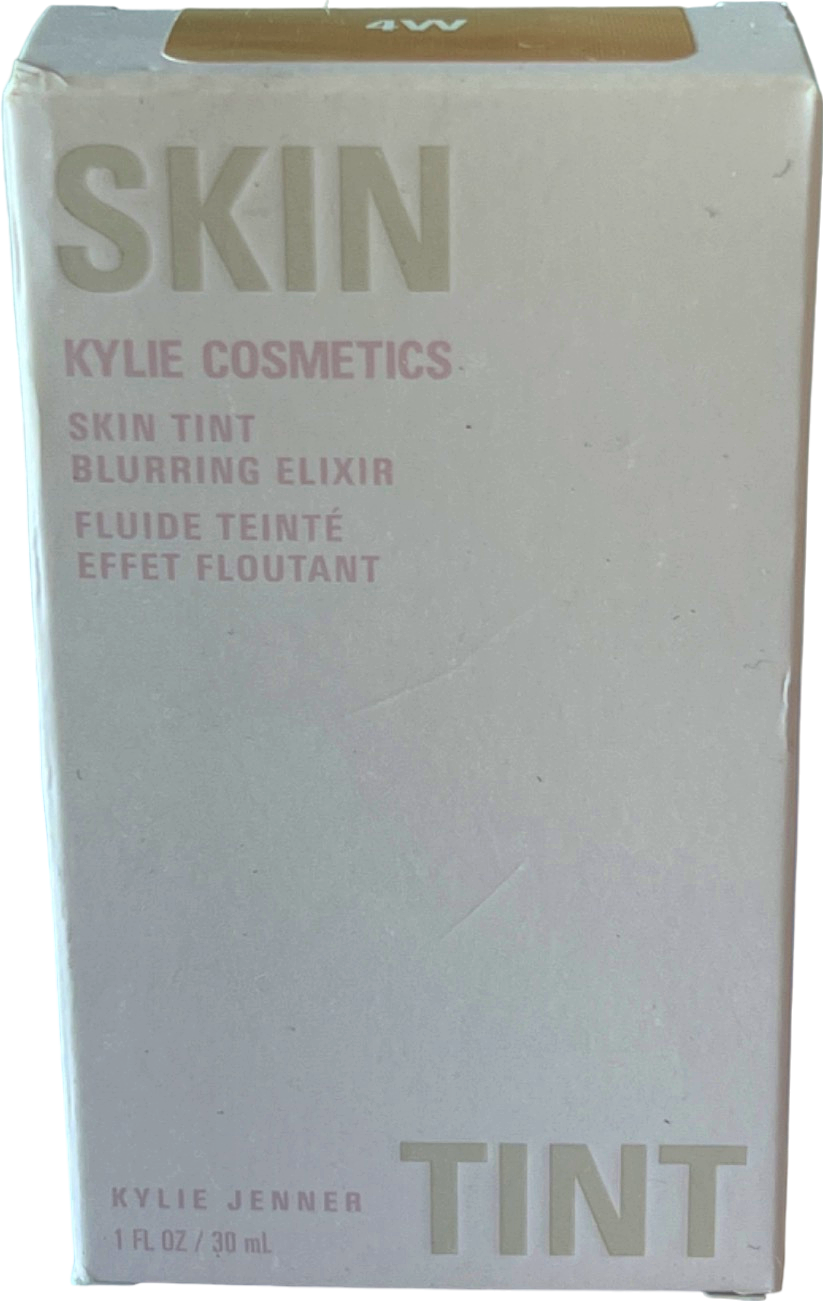 4W
SKIN
KYLIE COSMETICS
SKIN TINT
BLURRING ELIXIR
FLUIDE TEINTÉ
EFFET FLOUTANT
TINT
KYLIE JENNER
1 FL OZ / 30 mL